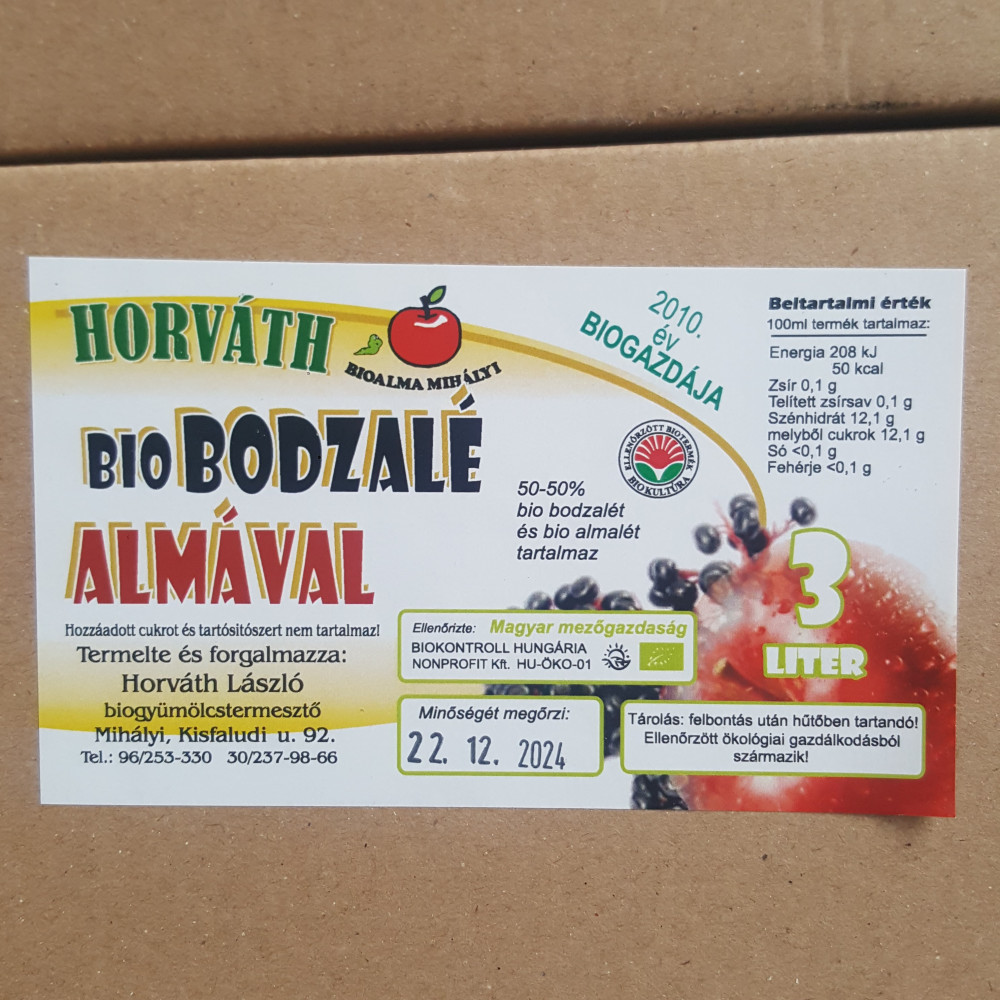 HORVÁTH
BIOALMA MIHÁLYI
BIO BODZALÉ
ALMÁVAL
Hozzáadott cukrot és tartósitószert nem tartalmaz!
Termelte és forgalmazza:
Horváth László
biogyümölcstermesztő
Mihályi, Kisfaludi u. 92.
Tel.: 96/253-330 30/237-98-66
2010.
év
BIOGAZDÁJA
ELLENŐRZÖTT BIOTERMÉK
BIOKULTÚRA
50-50%
bio bodzalét
és bio almalét
tartalmaz
Beltartalmi érték
100ml termék tartalmaz:
Energia 208 kJ
50 kcal
Zsír 0,1 g
Telített zsírsav 0,1 g
Szénhidrát 12,1 g
melyből cukrok 12,1 g
Só <0,1 g
Fehérje <0,1 g
3
LITER
Ellenőrizte: Magyar mezőgazdaság
BIOKONTROLL HUNGÁRIA
NONPROFIT Kft. HU-ÖKO-01
Minőségét megőrzi:
22. 12. 2024
Tárolás: felbontás után hűtőben tartandó!
Ellenőrzött ökológiai gazdálkodásból
származik!